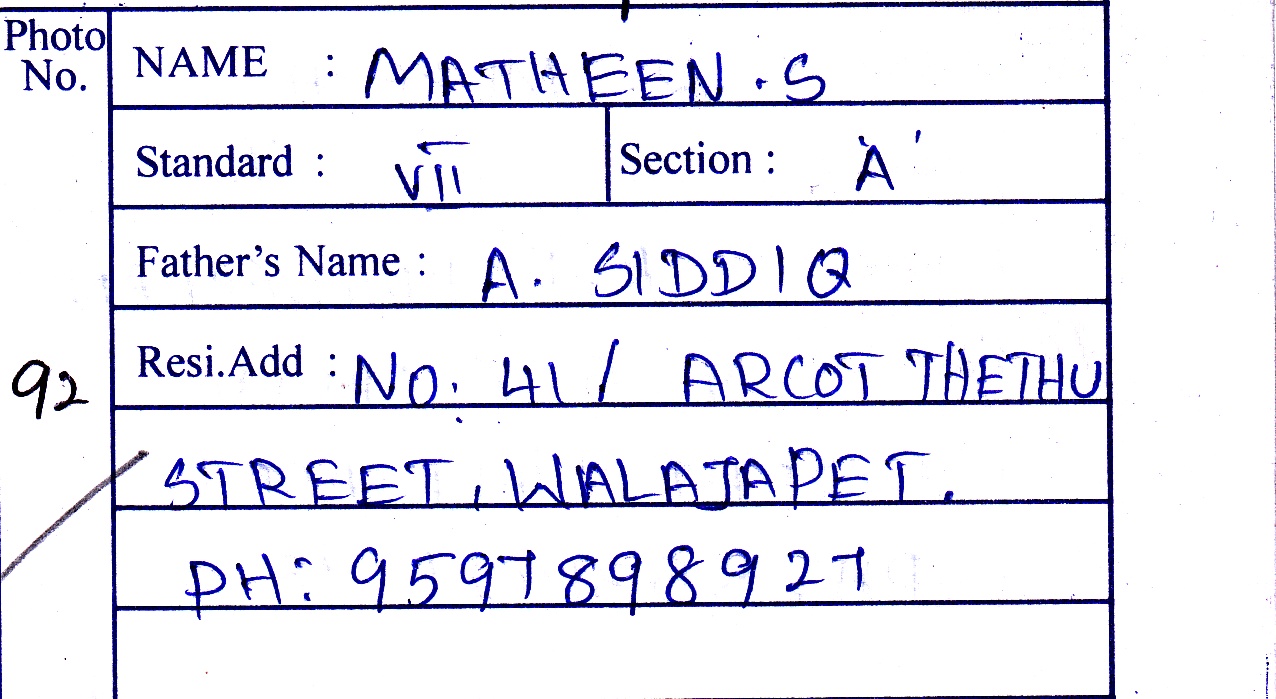 Photo No.
NAME : MATHEEN . S
Standard : VII Section : 'A'
Father's Name : A. SIDDIQ
92
Resi.Add : NO. 41/ ARCOT THETHU
STREET, WALAJAPET.
PH: 9597898927